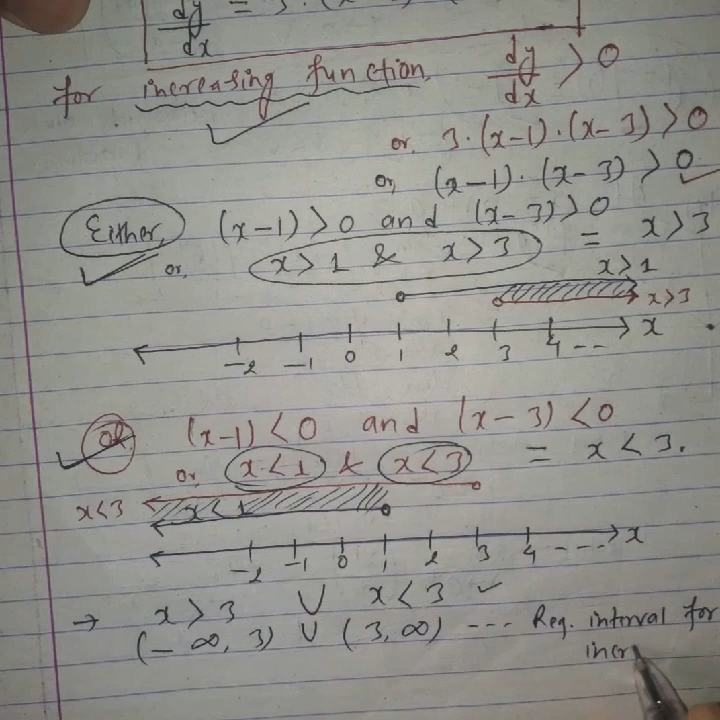 dy/dx = 3 · (x
for increasing function, dy/dx > 0
or, 3·(x-1)·(x-3) > 0
or, (x-1)·(x-3) > 0
Either, (x-1) > 0 and (x-3) > 0
or, x > 1 & x > 3 = x > 3
x > 1
x > 3
-2 -1 0 1 2 3 4 -- x
OR (x-1) < 0 and (x-3) < 0
or, x < 1 & x < 3 = x < 3.
x < 3 x < 1
-2 -1 0 1 2 3 4 ---- x
→ x > 3 ∪ x < 3
(-∞, 3) ∪ (3, ∞) --- Req. interval for
incr